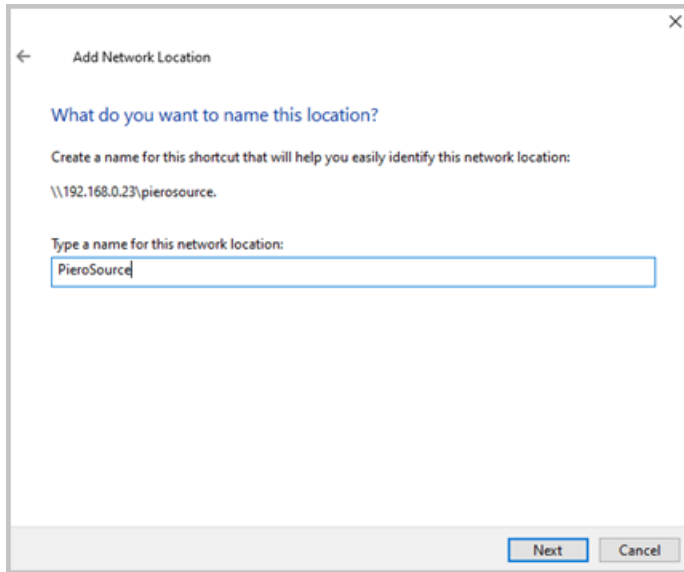 Add Network Location
What do you want to name this location?
Create a name for this shortcut that will help you easily identify this network location:
\\192.168.0.23\pierosource.
Type a name for this network location:
PieroSource
Next Cancel